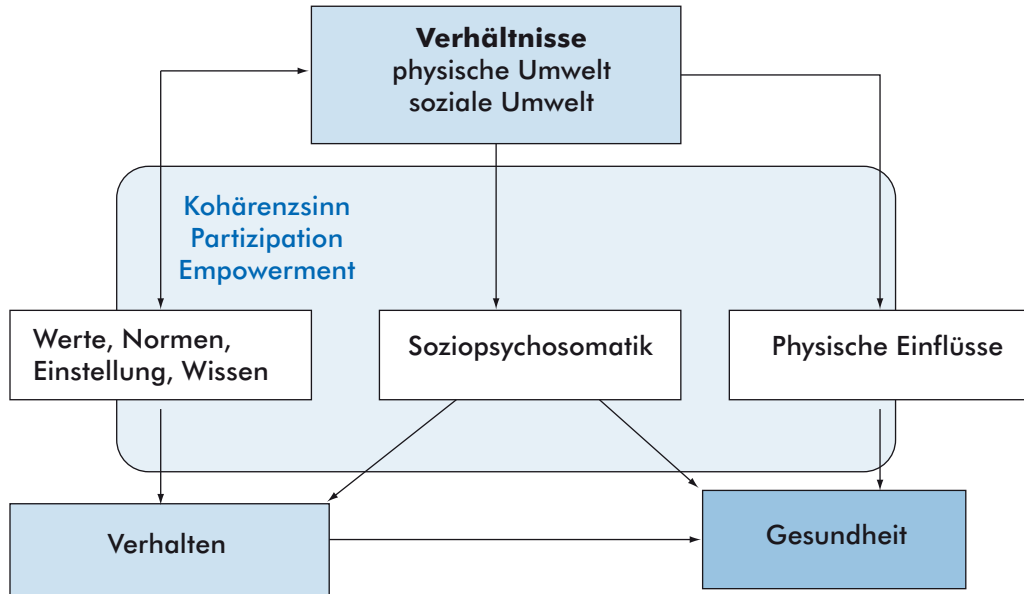 Verhältnisse
physische Umwelt
soziale Umwelt
Kohärenzsinn
Partizipation
Empowerment
Werte, Normen,
Einstellung, Wissen
Soziopsychosomatik
Physische Einflüsse
Verhalten
Gesundheit